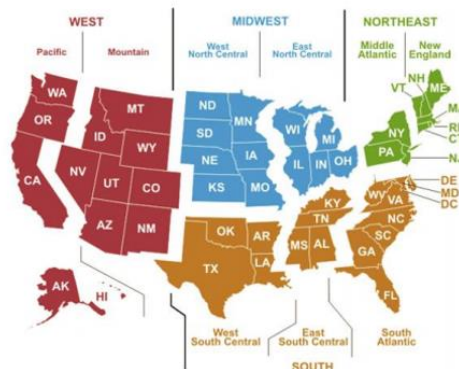 WEST
MIDWEST
NORTHEAST
Pacific
Mountain
West
North Central
East
North Central
Middle
Atlantic
New
England
WA
OR
CA
NV
ID
MT
WY
UT
CO
AZ
NM
AK
HI
ND
SD
NE
KS
MN
IA
MO
WI
MI
IL
IN
OH
NH
VT
ME
NY
PA
DE
MD
DC
WV
VA
NC
SC
GA
FL
KY
TN
MS
AL
OK
TX
AR
LA
West
South Central
East
South Central
South
Atlantic
SOUTH